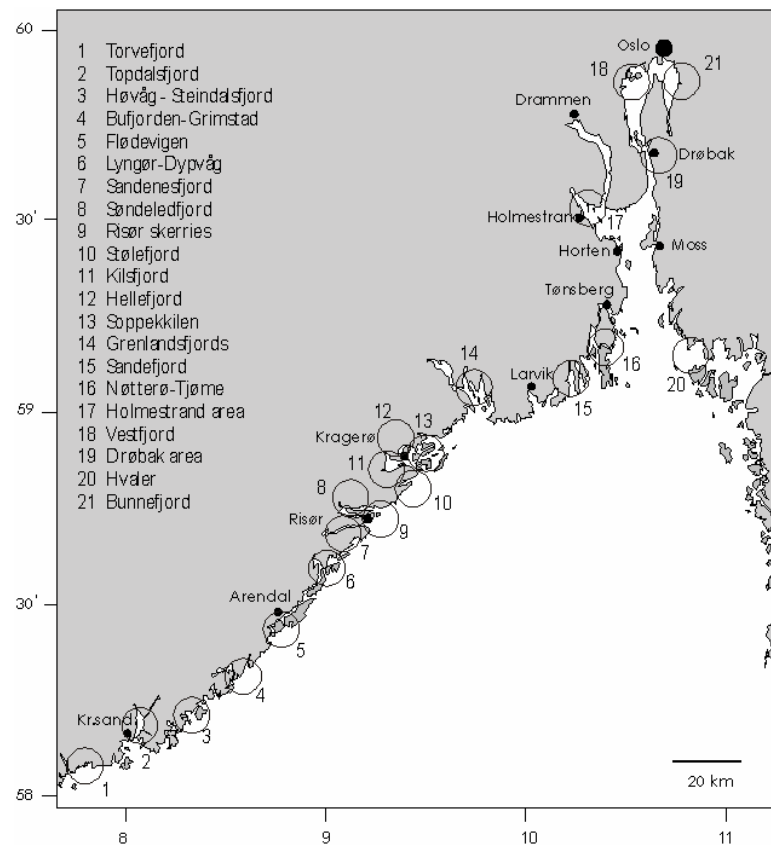 60
1 Torvefjord
2 Topdalsfjord
3 Høvåg - Steindalsfjord
4 Bufjorden-Grimstad
5 Flødevigen
6 Lyngør-Dypvåg
7 Sandenesfjord
8 Søndeledfjord
9 Risør skerries
10 Stølefjord
11 Kilsfjord
12 Hellefjord
13 Soppekkilen
14 Grenlandsfjords
15 Sandefjord
16 Nøtterø-Tjøme
17 Holmestrand area
18 Vestfjord
19 Drøbak area
20 Hvaler
21 Bunnefjord
Oslo
18
21
Drammen
Drøbak
19
30'
Holmestrand
17
Horten
Moss
Tønsberg
16
20
14
Larvik
15
59
12
13
Kragerø
11
10
8
Risør
9
7
6
30'
Arendal
5
4
Kr.sand
3
2
1
20 km
58
8
9
10
11